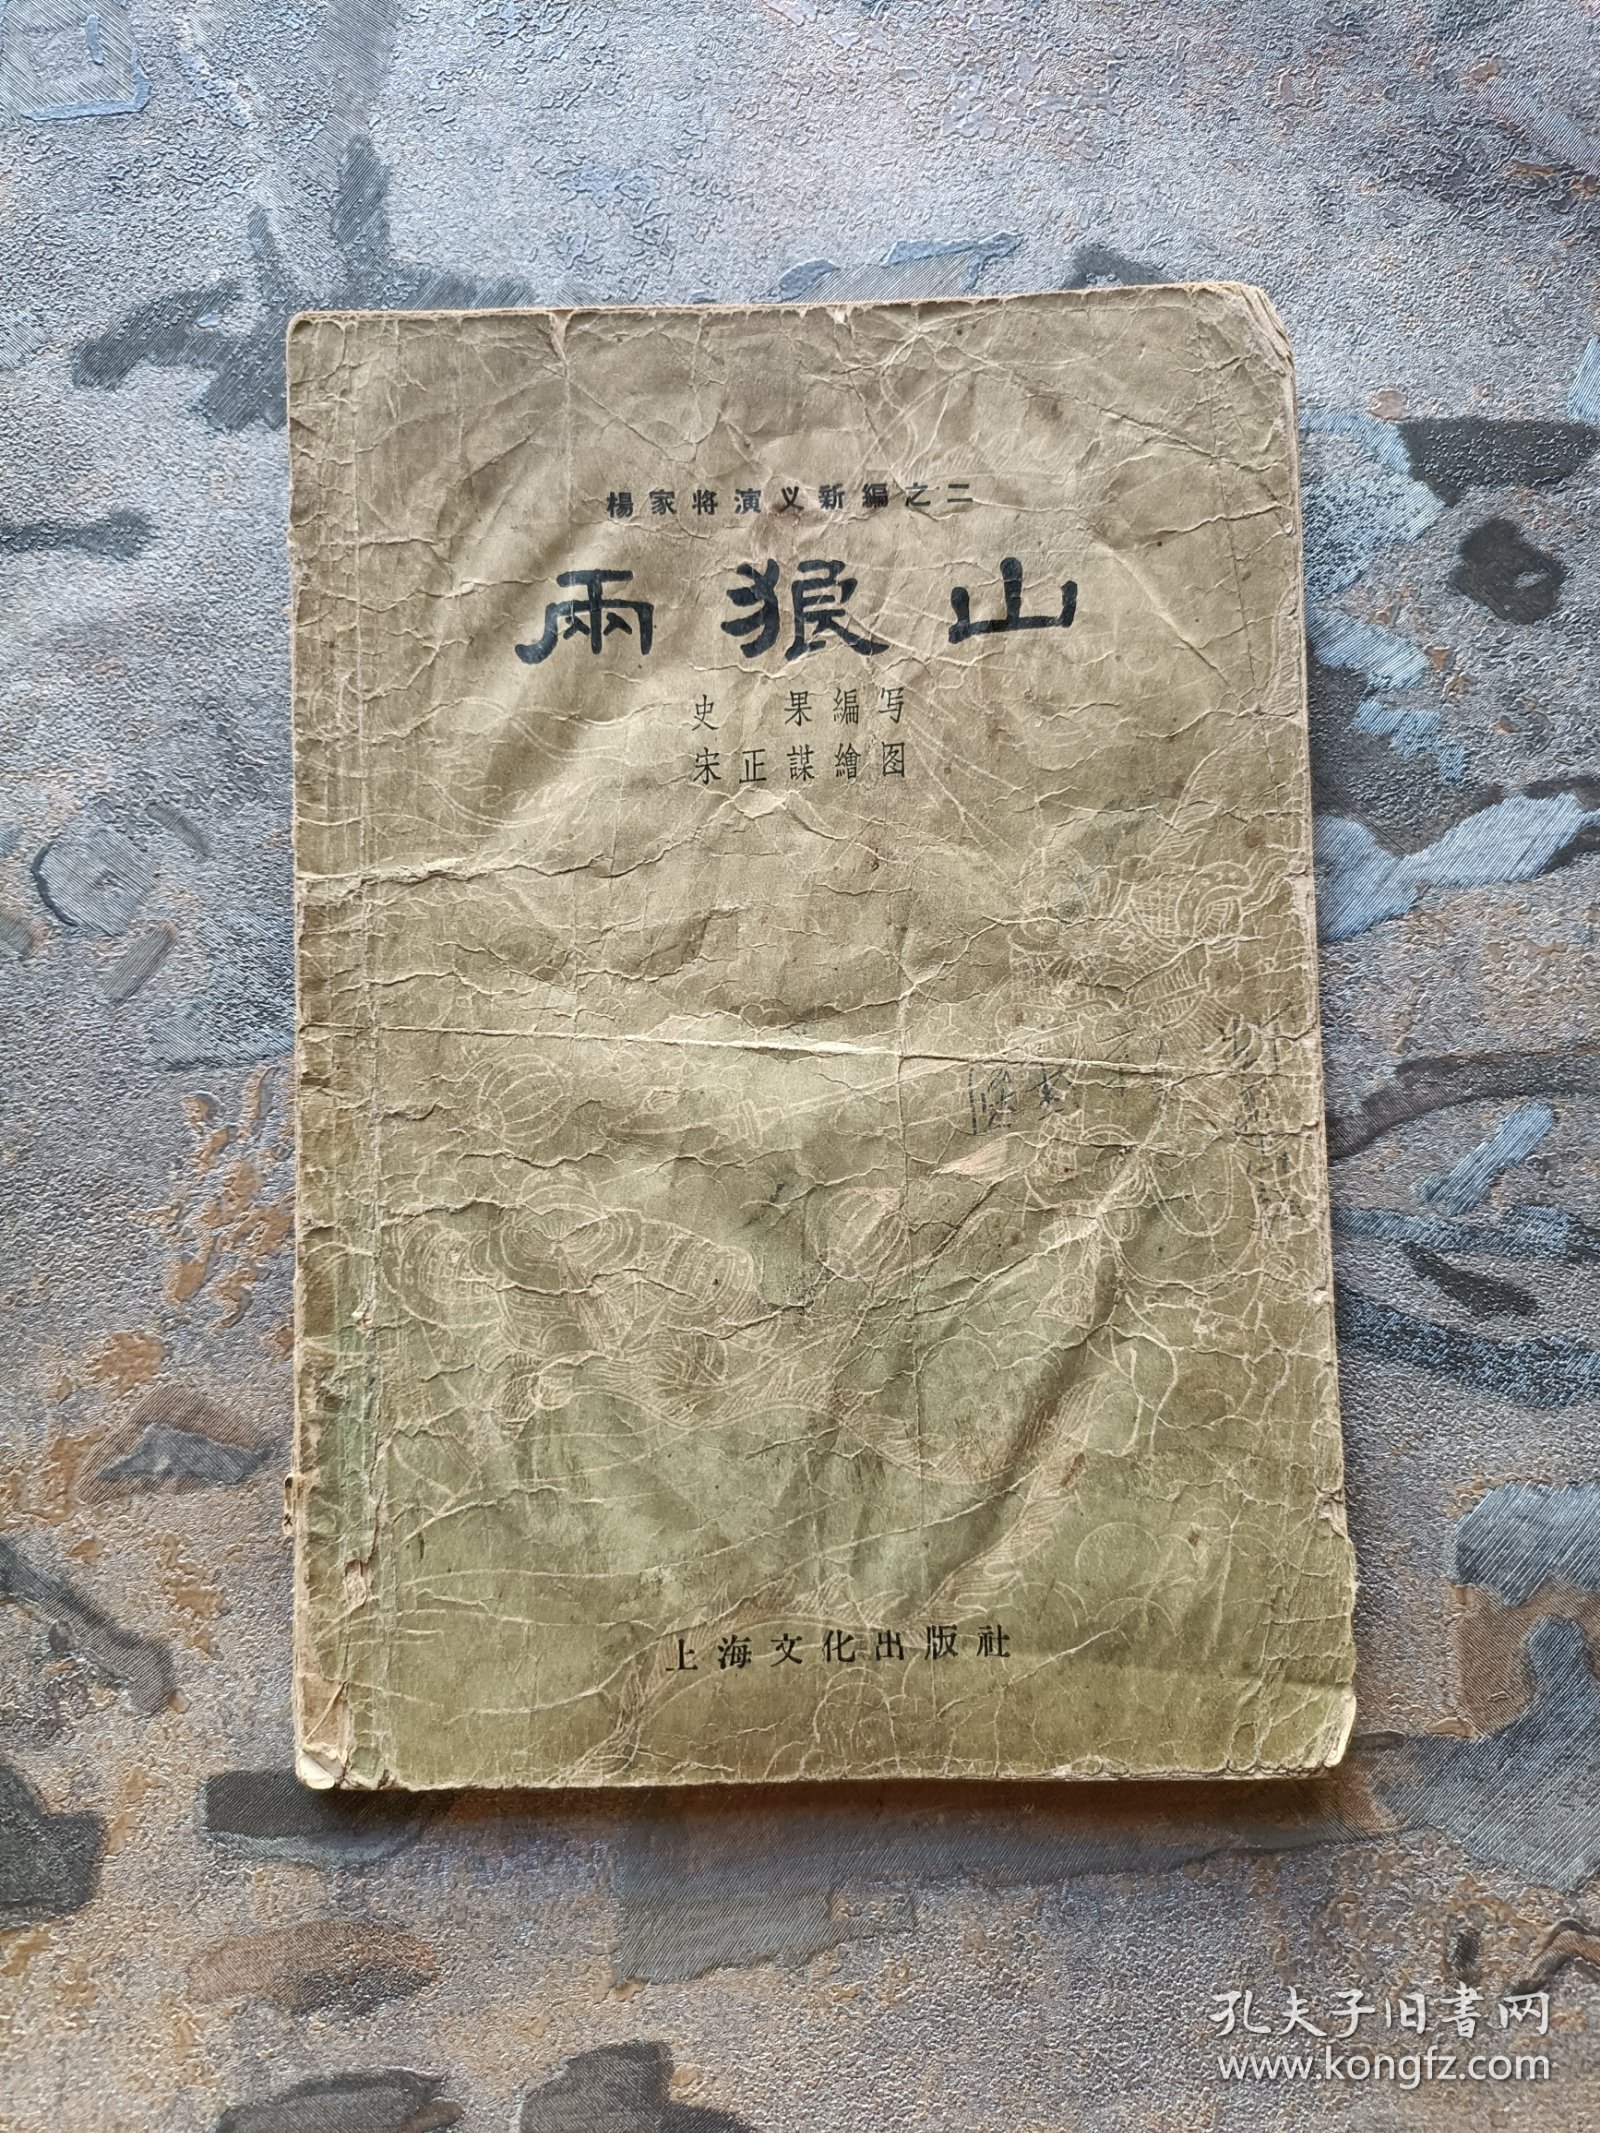 楊家将演义新編之二
兩狼山
史果編写
宋正謀繪图
上海文化出版社
孔夫子旧书网
www.kongfz.com